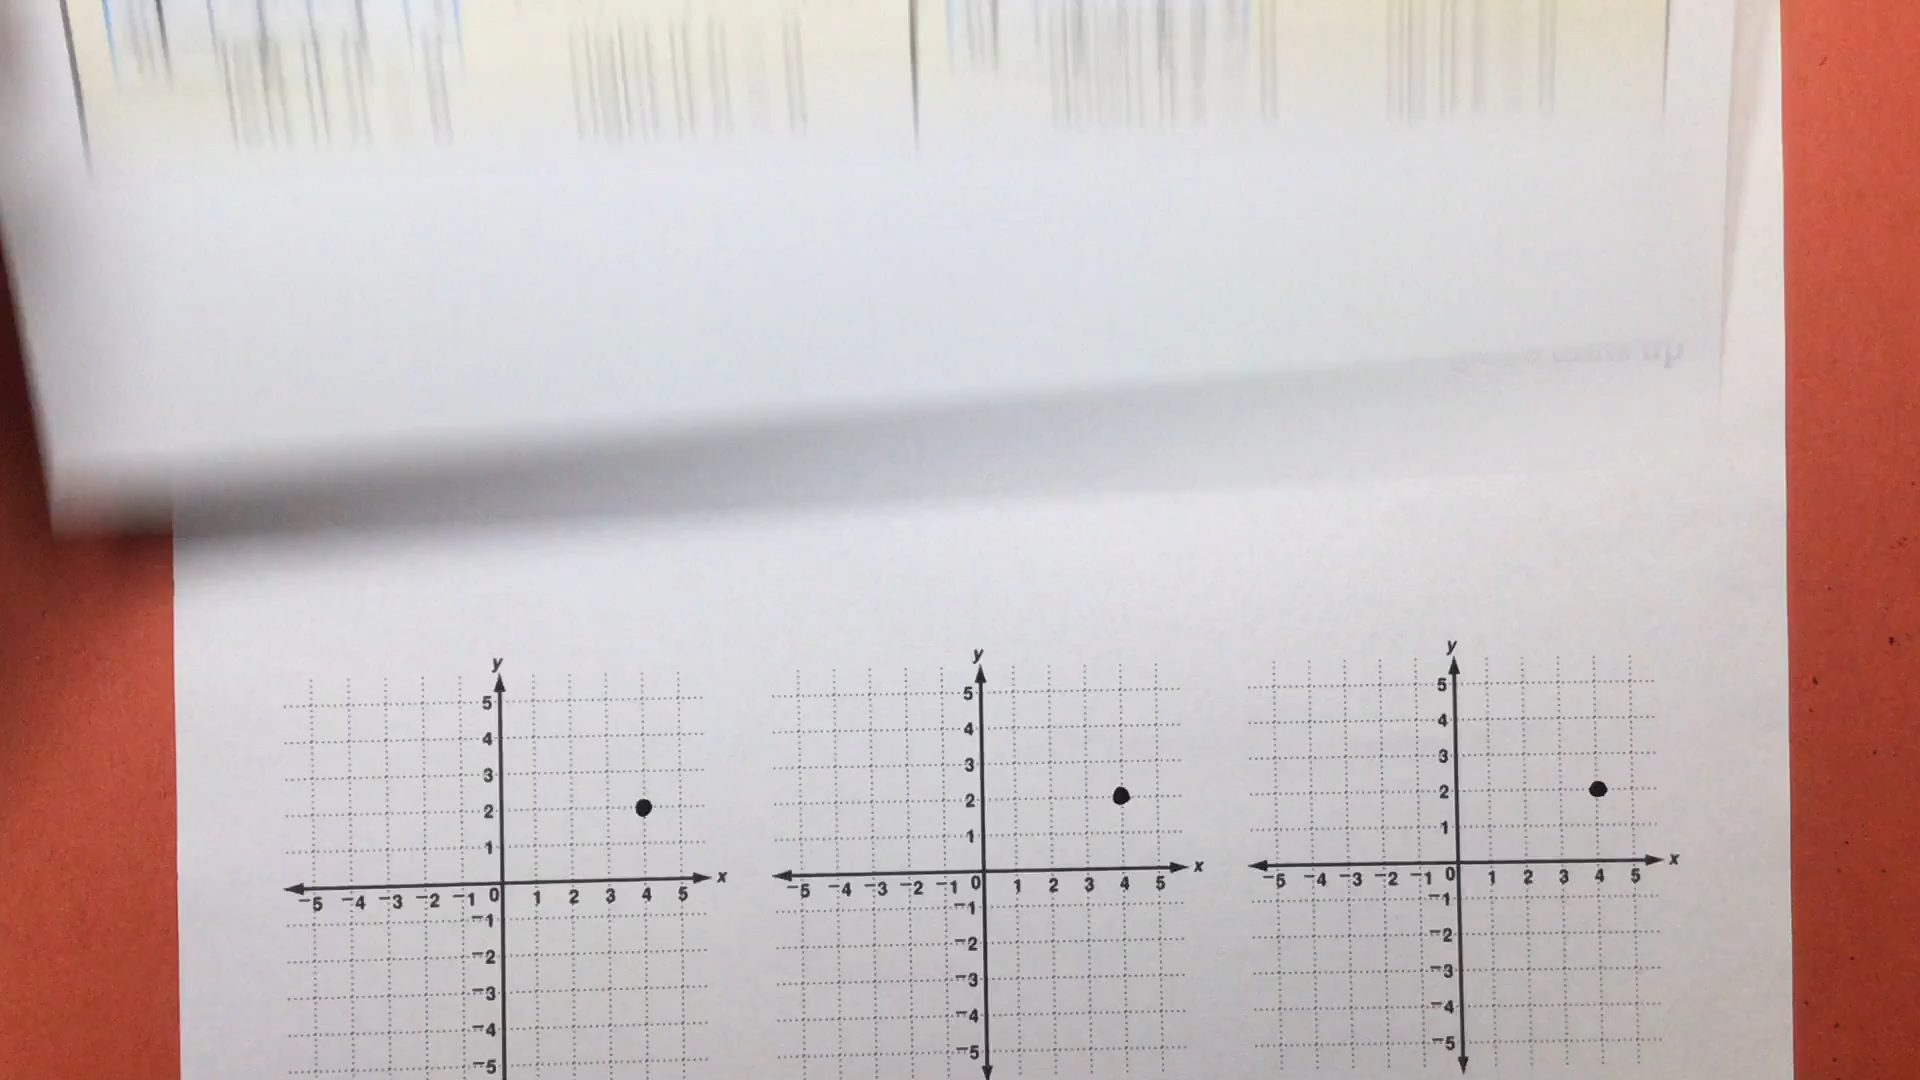 y y y
5 5 5
4 4 4
3 3 3
2 2 2
1 1 1
x x x
-5 -4 -3 -2 -1 0 1 2 3 4 5 -5 -4 -3 -2 -1 0 1 2 3 4 5 -5 -4 -3 -2 -1 0 1 2 3 4 5
-1 -1 -1
-2 -2 -2
-3 -3 -3
-4 -4 -4
-5 -5 -5